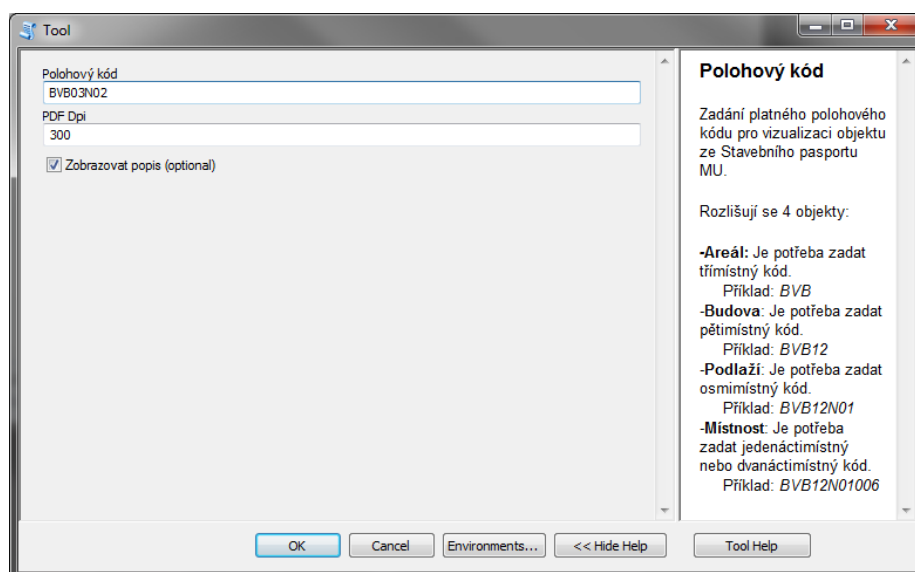 Tool
Polohový kód
BVB03N02
PDF Dpi
300
Zobrazovat popis (optional)
Polohový kód
Zadání platného polohového
kódu pro vizualizaci objektu
ze Stavebního pasportu
MU.
Rozlišují se 4 objekty:
-Areál: Je potřeba zadat
třímístný kód.
Příklad: BVB
-Budova: Je potřeba zadat
pětimístný kód.
Příklad: BVB12
-Podlaží: Je potřeba zadat
osmimístný kód.
Příklad: BVB12N01
-Místnost: Je potřeba
zadat jedenáctimístný
nebo dvanáctimístný kód.
Příklad: BVB12N01006
OK
Cancel
Environments...
<< Hide Help
Tool Help